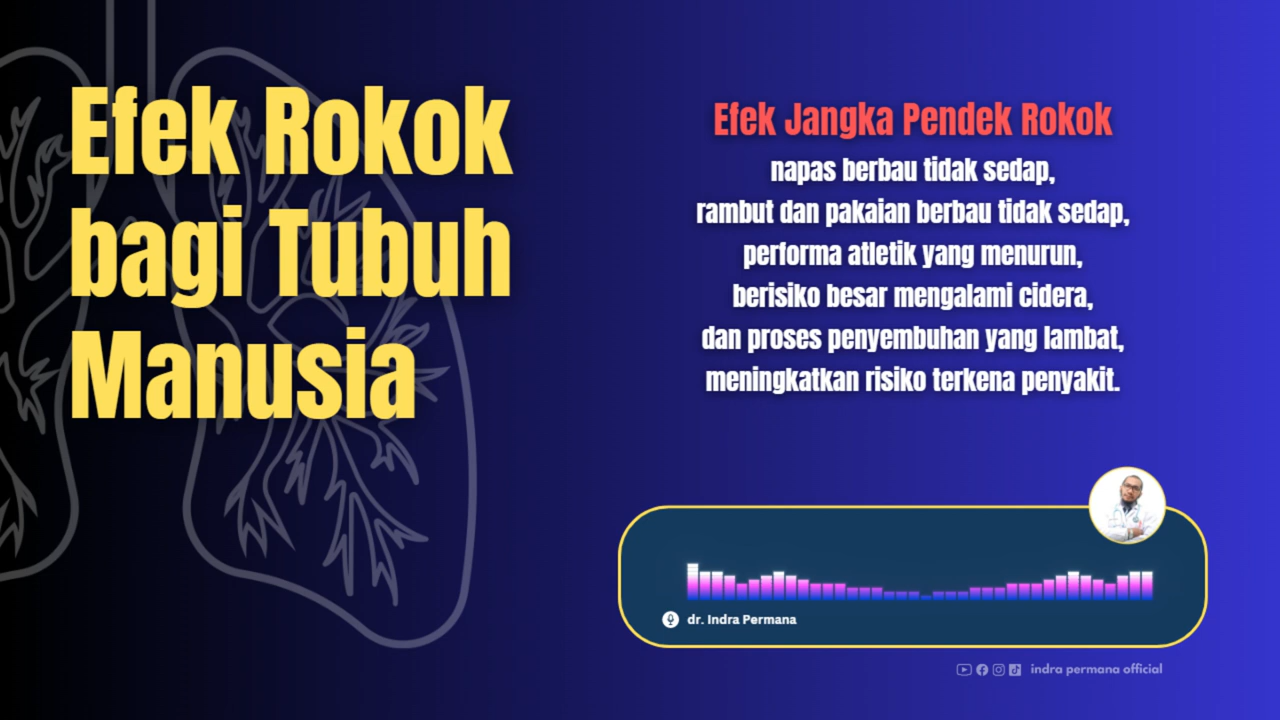 Efek Rokok
bagi Tubuh
Manusia
Efek Jangka Pendek Rokok
napas berbau tidak sedap,
rambut dan pakaian berbau tidak sedap,
performa atletik yang menurun,
berisiko besar mengalami cidera,
dan proses penyembuhan yang lambat,
meningkatkan risiko terkena penyakit.
dr. Indra Permana
indra permana official